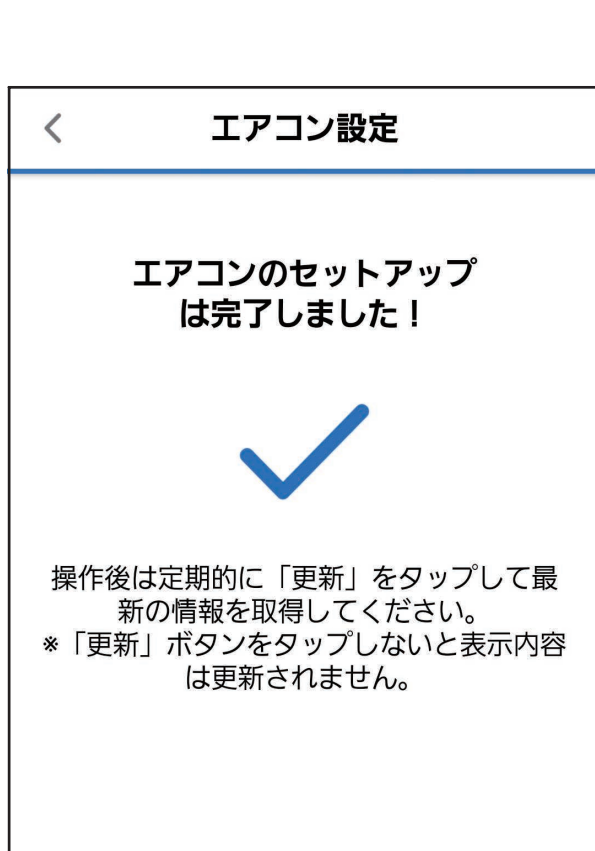 エアコン設定
エアコンのセットアップ
は完了しました！
操作後は定期的に「更新」をタップして最
新の情報を取得してください。
※「更新」ボタンをタップしないと表示内容
は更新されません。